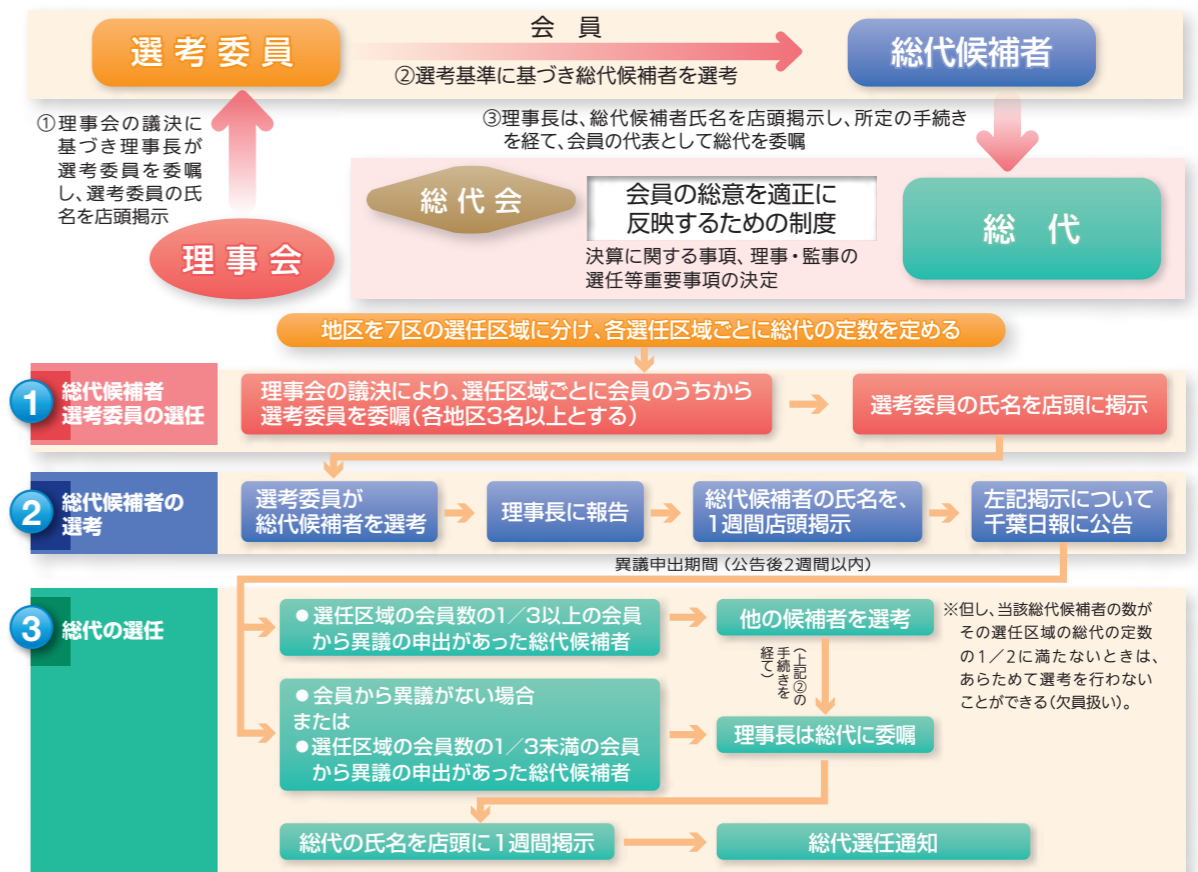 会 員
選 考 委 員
②選考基準に基づき総代候補者を選考
総代候補者
①理事会の議決に
基づき理事長が
選考委員を委嘱
し、選考委員の氏
名を店頭掲示
③理事長は、総代候補者氏名を店頭掲示し、所定の手続き
を経て、会員の代表として総代を委嘱
理 事 会
総 代 会
会員の総意を適正に
反映するための制度
決算に関する事項、理事・監事の
選任等重要事項の決定
総 代
地区を7区の選任区域に分け、各選任区域ごとに総代の定数を定める
1 総代候補者
選考委員の選任
理事会の議決により、選任区域ごとに会員のうちから
選考委員を委嘱(各地区3名以上とする)
選考委員の氏名を店頭に掲示
2 総代候補者の
選考
選考委員が
総代候補者を選考
理事長に報告
総代候補者の氏名を、
1週間店頭掲示
左記掲示について
千葉日報に公告
異議申出期間(公告後2週間以内)
3 総代の選任
●選任区域の会員数の1/3以上の会員
から異議の申出があった総代候補者
他の候補者を選考
※但し、当該総代候補者の数が
その選任区域の総代の定数
の1/2に満たないときは、
あらためて選考を行わない
ことができる(欠員扱い)。
(上記②の
手続きを
経て)
●会員から異議がない場合
または
●選任区域の会員数の1/3未満の会員
から異議の申出があった総代候補者
理事長は総代に委嘱
総代の氏名を店頭に1週間掲示
総代選任通知